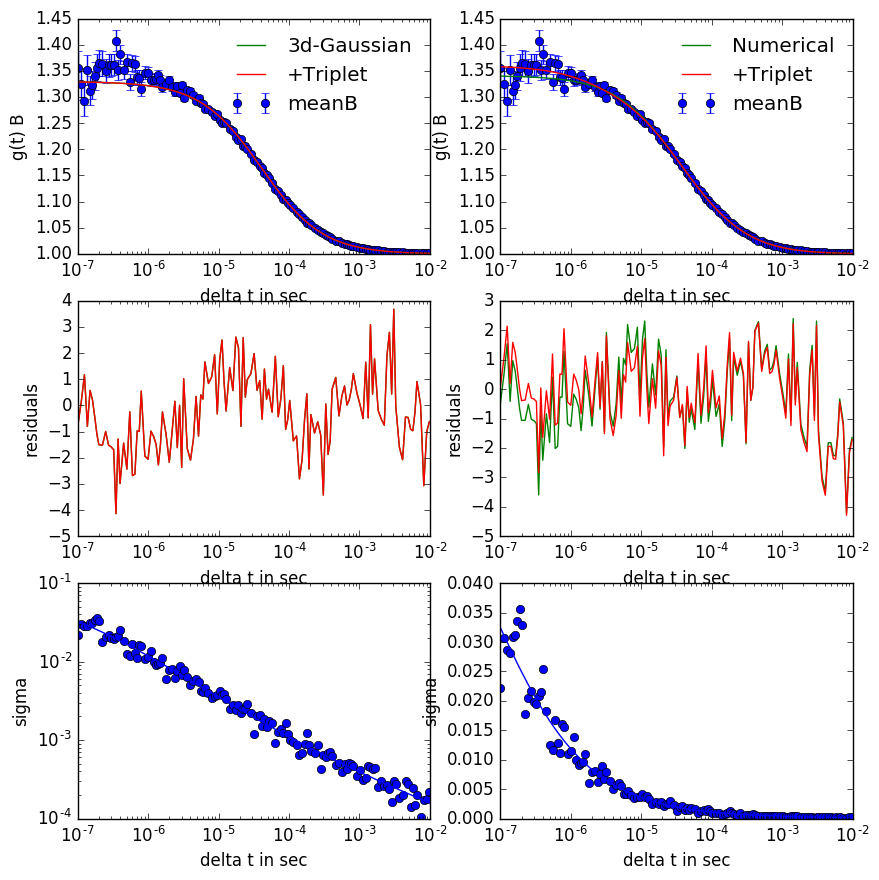 1.45
1.40
1.35
1.30
1.25
1.20
1.15
1.10
1.05
1.00
g(t) B
3d-Gaussian
+Triplet
meanB
10^-7 10^-6 10^-5 10^-4 10^-3 10^-2
delta t in sec
1.45
1.40
1.35
1.30
1.25
1.20
1.15
1.10
1.05
1.00
g(t) B
Numerical
+Triplet
meanB
10^-7 10^-6 10^-5 10^-4 10^-3 10^-2
delta t in sec
4
3
2
1
0
−1
−2
−3
−4
−5
residuals
10^-7 10^-6 10^-5 10^-4 10^-3 10^-2
delta t in sec
3
2
1
0
−1
−2
−3
−4
−5
residuals
10^-7 10^-6 10^-5 10^-4 10^-3 10^-2
delta t in sec
10^-1
10^-2
10^-3
10^-4
sigma
10^-7 10^-6 10^-5 10^-4 10^-3 10^-2
delta t in sec
0.040
0.035
0.030
0.025
0.020
0.015
0.010
0.005
0.000
sigma
10^-7 10^-6 10^-5 10^-4 10^-3 10^-2
delta t in sec